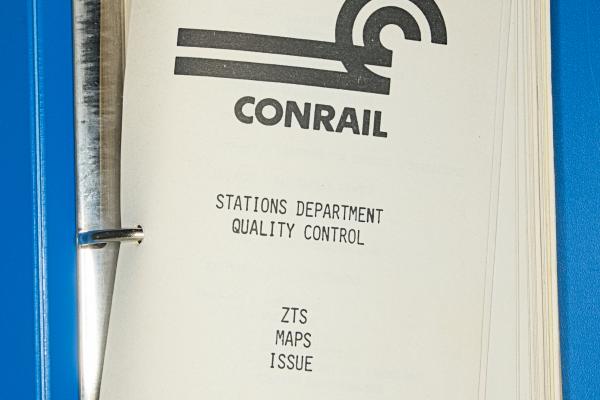 CONRAIL
STATIONS DEPARTMENT
QUALITY CONTROL
ZTS
MAPS
ISSUE